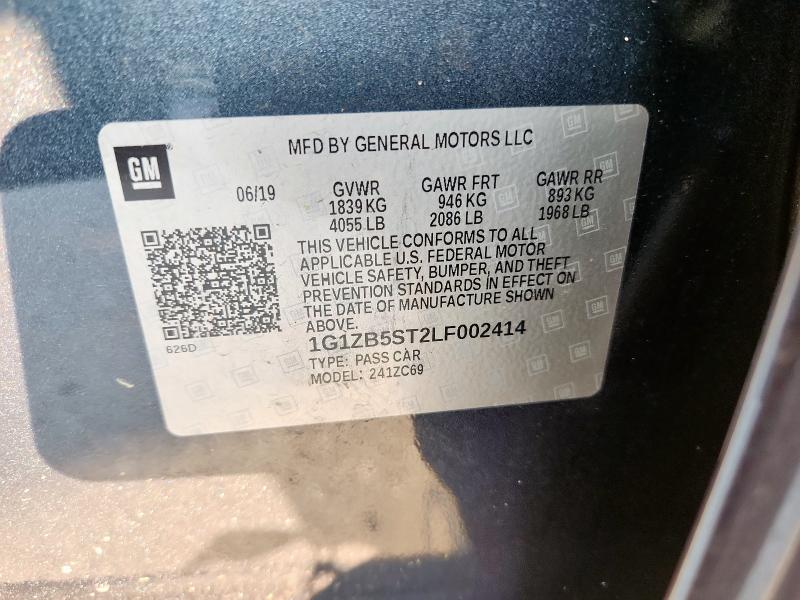 MFD BY GENERAL MOTORS LLC
GM
06/19
GVWR
1839 KG
4055 LB
GAWR FRT
946 KG
2086 LB
GAWR RR
893 KG
1968 LB
THIS VEHICLE CONFORMS TO ALL
APPLICABLE U.S. FEDERAL MOTOR
VEHICLE SAFETY, BUMPER, AND THEFT
PREVENTION STANDARDS IN EFFECT ON
THE DATE OF MANUFACTURE SHOWN
ABOVE.
626D
1G1ZB5ST2LF002414
TYPE: PASS CAR
MODEL: 241ZC69